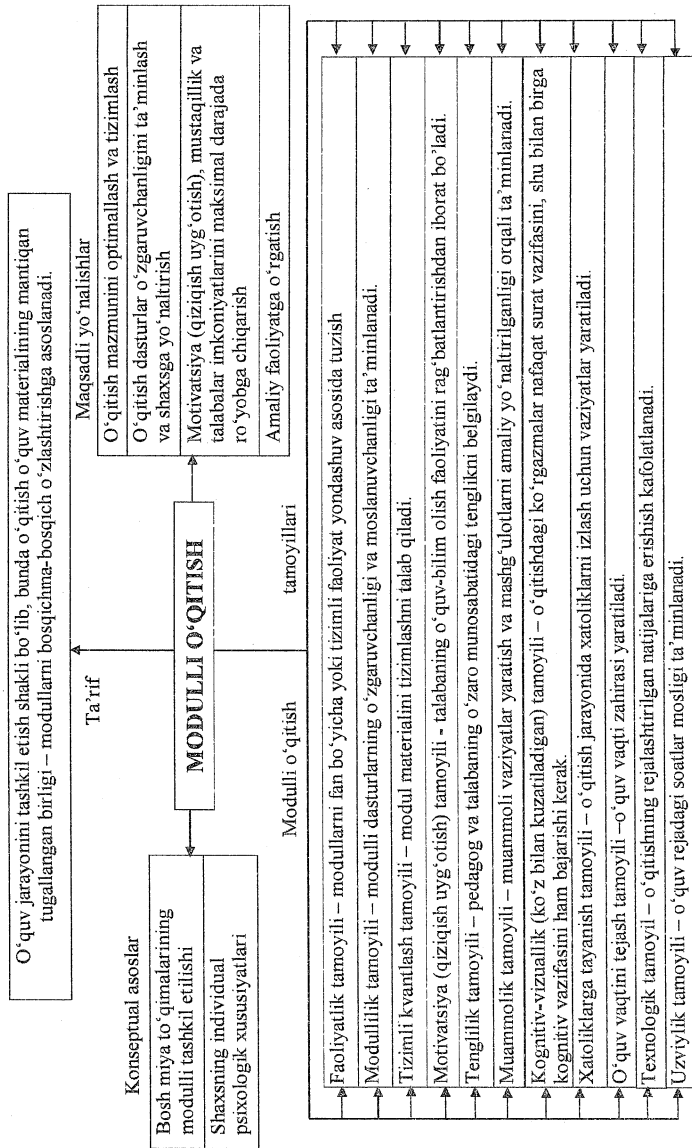 O‘quv jarayonini tashkil etish shakli bo‘lib, bunda o‘qitish o‘quv materialining mantiqan
tugallangan birligi – modullarni bosqichma-bosqich o‘zlashtirishga asoslanadi.
Ta’rif
Konseptual asoslar
Bosh miya to‘qimalarining
modulli tashkil etilishi
Shaxsning individual
psixologik xususiyatlari
MODULLI O‘QITISH
Maqsadli yo‘nalishlar
O‘qitish mazmunini optimallash va tizimlash
O‘qitish dasturlar o‘zgaruvchanligini ta’minlash
va shaxsga yo‘naltirish
Motivatsiya (qiziqish uyg‘otish), mustaqillik va
talabalar imkoniyatlarini maksimal darajada
ro‘yobga chiqarish
Amaliy faoliyatga o‘rgatish
Modulli o‘qitish tamoyillari
Faoliyatlik tamoyili – modullarni fan bo‘yicha yoki tizimli faoliyat yondashuv asosida tuzish
Modullilik tamoyili – modulli dasturlarning o‘zgaruvchanligi va moslanuvchanligi ta’minlanadi.
Tizimli kvantlash tamoyili – modul materialini tizimlashni talab qiladi.
Motivatsiya (qiziqish uyg‘otish) tamoyili - talabaning o‘quv-bilim olish faoliyatini rag‘batlantirishdan iborat bo‘ladi.
Tenglilik tamoyili – pedagog va talabaning o‘zaro munosabatidagi tenglikni belgilaydi.
Muammolik tamoyili – muammoli vaziyatlar yaratish va mashg‘ulotlarni amaliy yo‘naltirilganligi orqali ta’minlanadi.
Kognitiv-vizuallik (ko‘z bilan kuzatiladigan) tamoyili – o‘qitishdagi ko‘rgazmalar nafaqat surat vazifasini, shu bilan birga
kognitiv vazifasini ham bajarishi kerak.
Xatoliklarga tayanish tamoyili – o‘qitish jarayonida xatoliklarni izlash uchun vaziyatlar yaratiladi.
O‘quv vaqtini tejash tamoyili –o‘quv vaqti zahirasi yaratiladi.
Texnologik tamoyil – o‘qitishning rejalashtirilgan natijalariga erishish kafolatlanadi.
Uzviylik tamoyili – o‘quv rejadagi soatlar mosligi ta’minlanadi.